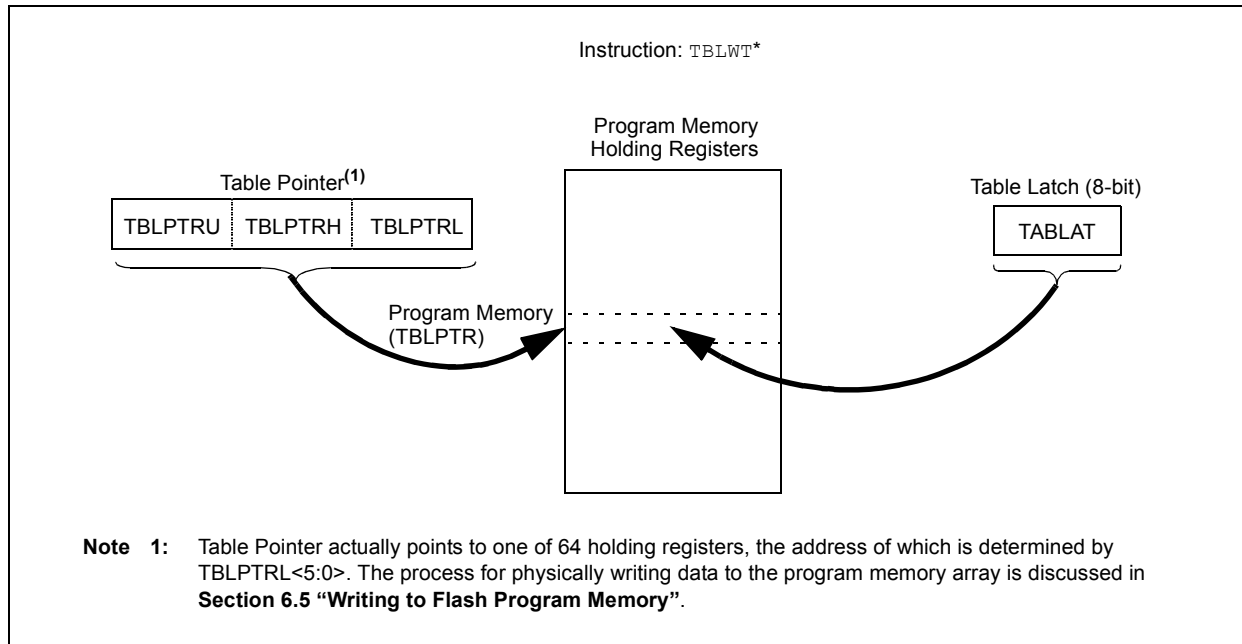 Instruction: TBLWT*
Program Memory
Holding Registers
Table Pointer(1)
Table Latch (8-bit)
TBLPTRU TBLPTRH TBLPTRL
TABLAT
Program Memory
(TBLPTR)
Note 1: Table Pointer actually points to one of 64 holding registers, the address of which is determined by
TBLPTRL<5:0>. The process for physically writing data to the program memory array is discussed in
Section 6.5 “Writing to Flash Program Memory”.